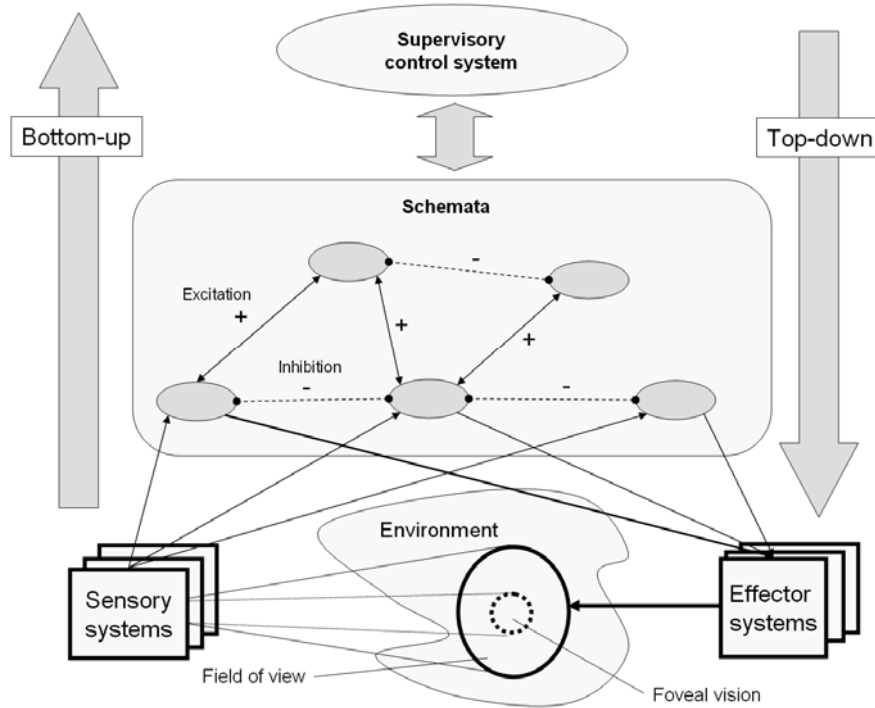 Supervisory
control system
Bottom-up
Top-down
Schemata
-
Excitation
+
+
+
Inhibition
-
-
Environment
Sensory
systems
Effector
systems
Field of view
Foveal vision